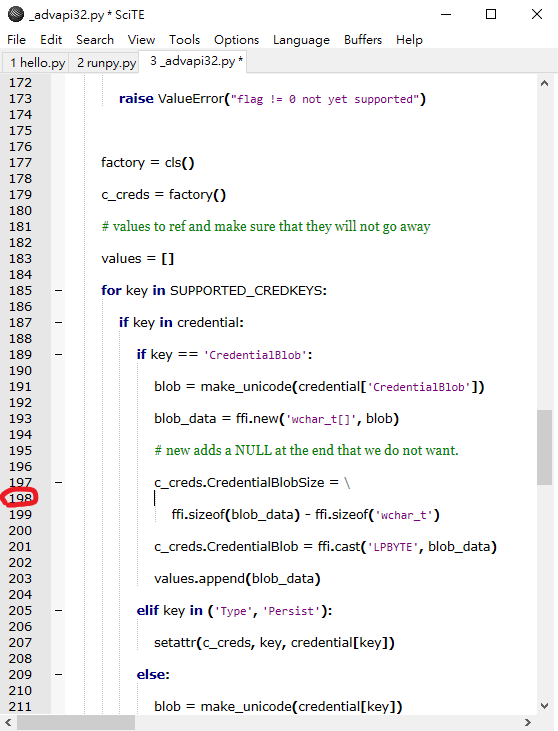 _advapi32.py * SciTE
File Edit Search View Tools Options Language Buffers Help
1 hello.py 2 runpy.py 3 _advapi32.py *
172
173 raise ValueError("flag != 0 not yet supported")
174
175
176
177 factory = cls()
178
179 c_creds = factory()
180
181 # values to ref and make sure that they will not go away
182
183 values = []
184
185 for key in SUPPORTED_CREDKEYS:
186
187 if key in credential:
188
189 if key == 'CredentialBlob':
190
191 blob = make_unicode(credential['CredentialBlob'])
192
193 blob_data = ffi.new('wchar_t[]', blob)
194
195 # new adds a NULL at the end that we do not want.
196
197 c_creds.CredentialBlobSize = \
198
199 ffi.sizeof(blob_data) - ffi.sizeof('wchar_t')
200
201 c_creds.CredentialBlob = ffi.cast('LPBYTE', blob_data)
202
203 values.append(blob_data)
204
205 elif key in ('Type', 'Persist'):
206
207 setattr(c_creds, key, credential[key])
208
209 else:
210
211 blob = make_unicode(credential[key])